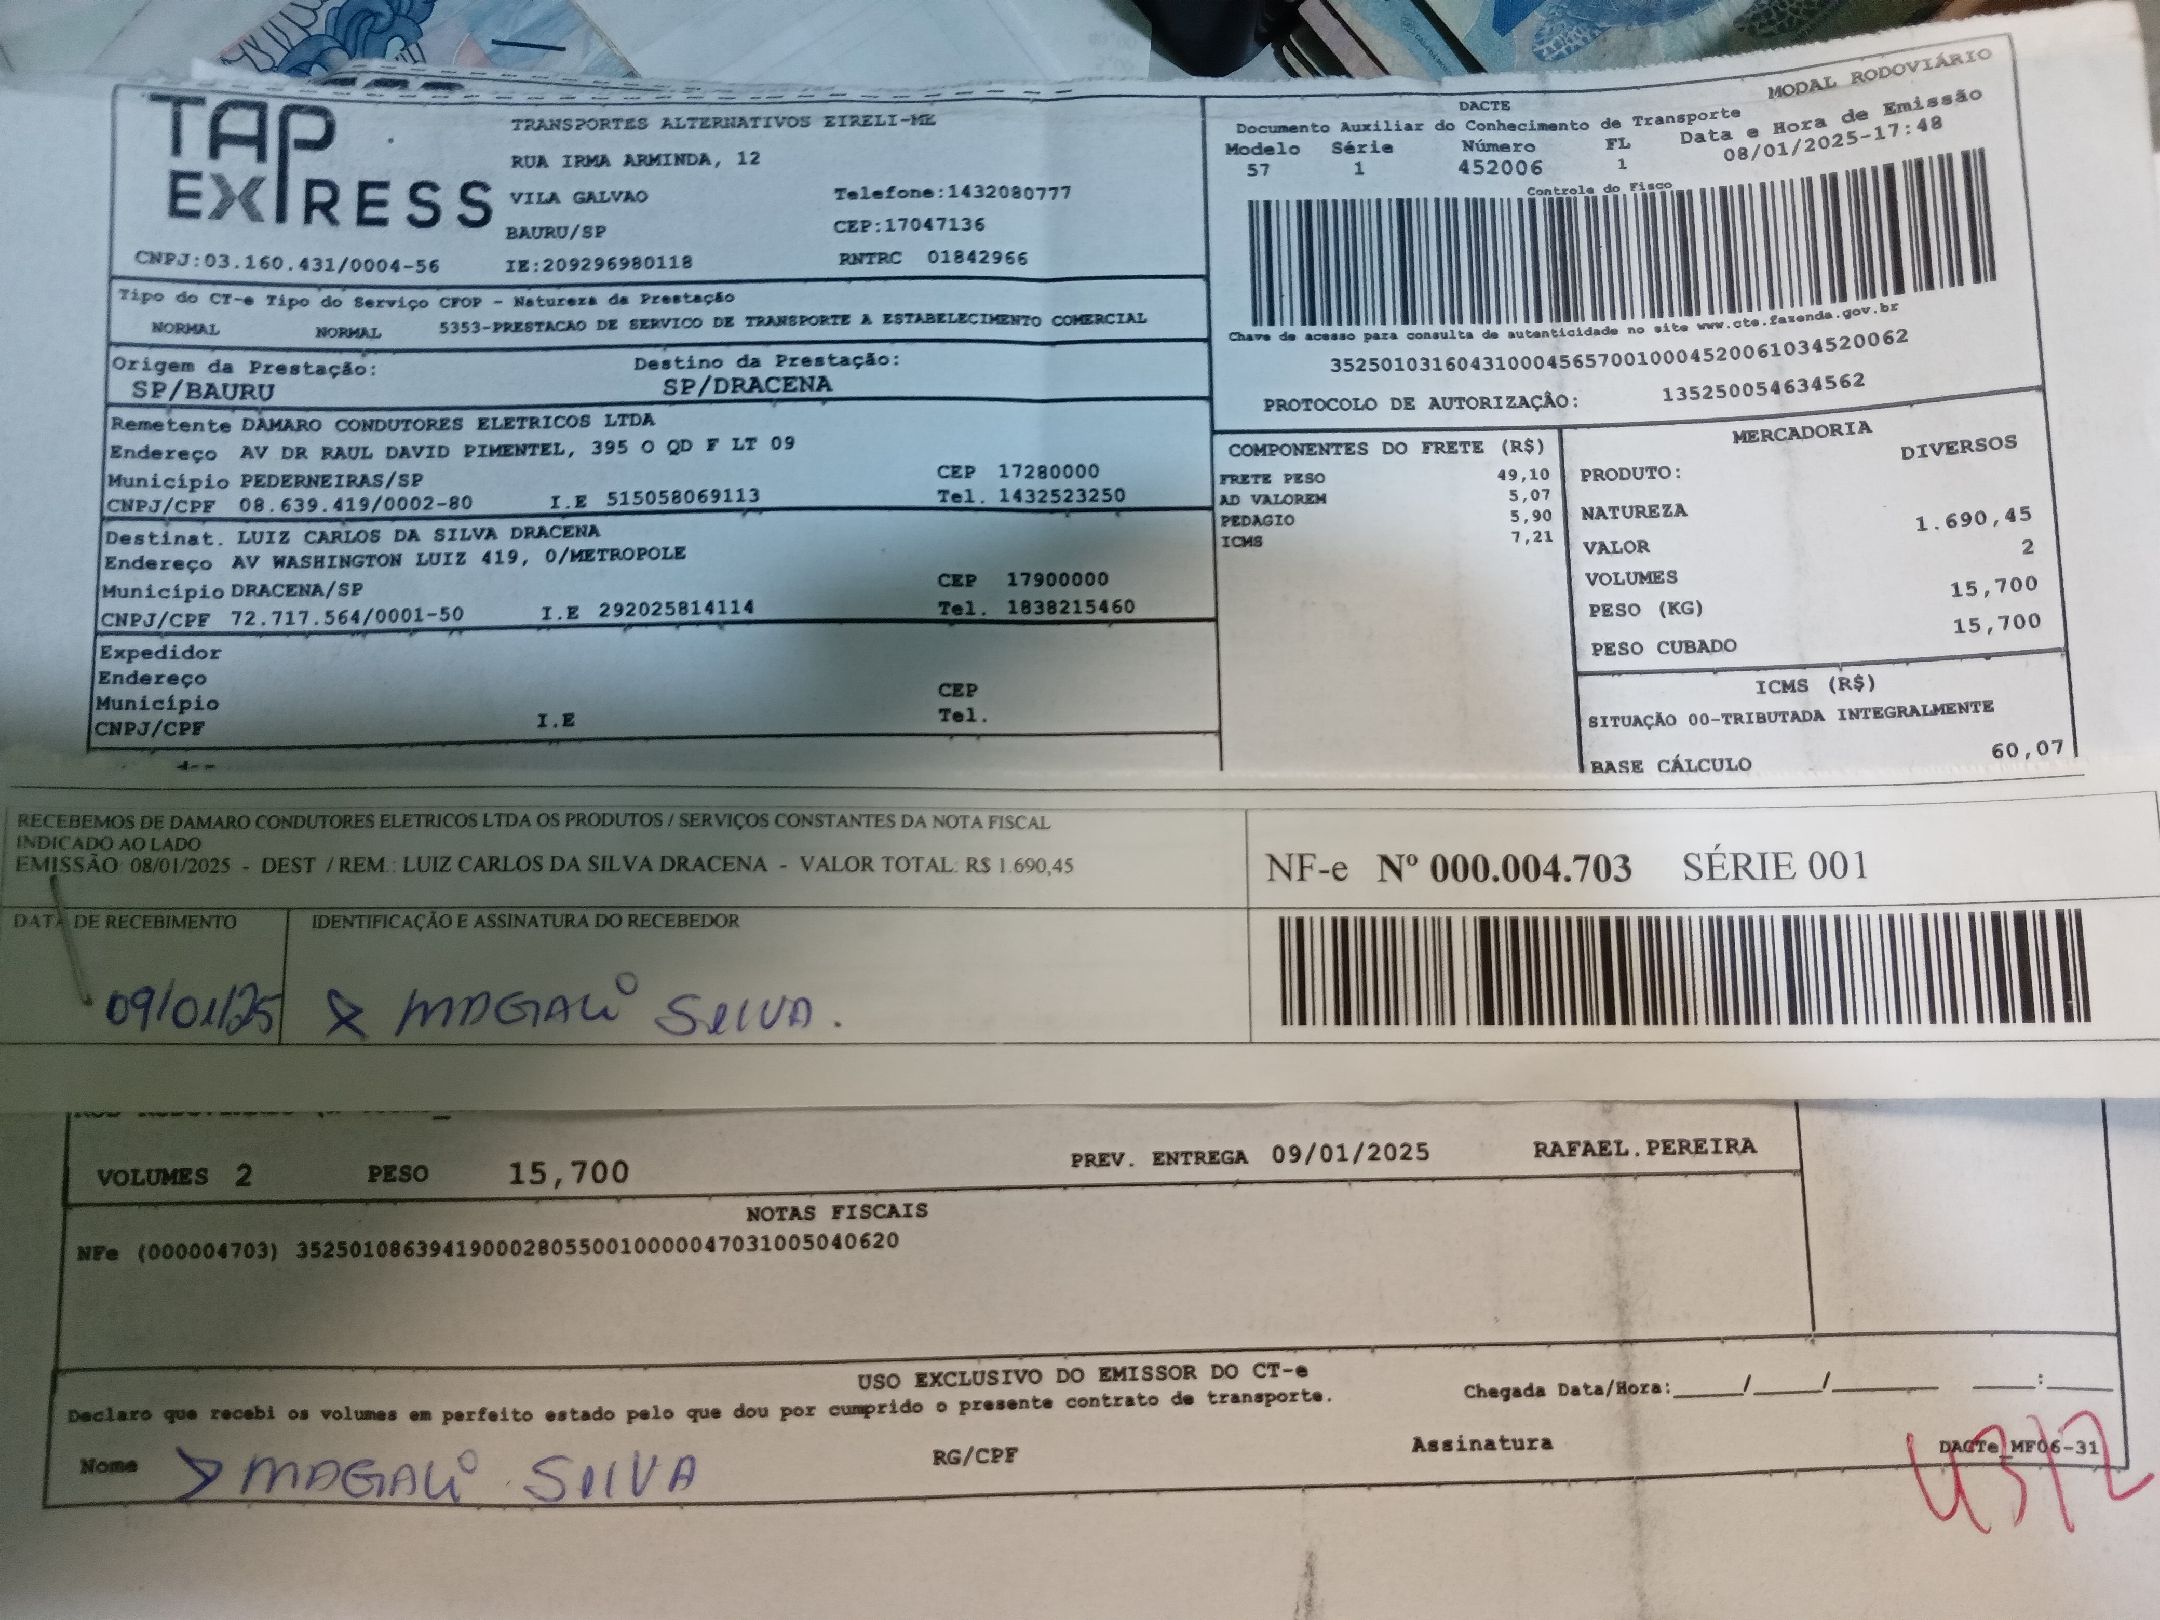 TAP EXPRESS
TRANSPORTES ALTERNATIVOS EIRELI-ME
RUA IRMA ARMINDA, 12
VILA GALVAO Telefone:1432080777
BAURU/SP CEP:17047136
CNPJ:03.160.431/0004-56 IE:209296980118 RNTRC 01842966
Tipo do CT-e Tipo do Serviço CFOP - Natureza da Prestação
NORMAL NORMAL 5353-PRESTACAO DE SERVICO DE TRANSPORTE A ESTABELECIMENTO COMERCIAL
Origem da Prestação: Destino da Prestação:
SP/BAURU SP/DRACENA
Remetente DAMARO CONDUTORES ELETRICOS LTDA
Endereço AV DR RAUL DAVID PIMENTEL, 395 O QD F LT 09
Município PEDERNEIRAS/SP CEP 17280000
CNPJ/CPF 08.639.419/0002-80 I.E 515058069113 Tel. 1432523250
Destinat. LUIZ CARLOS DA SILVA DRACENA
Endereço AV WASHINGTON LUIZ 419, 0/METROPOLE
Município DRACENA/SP CEP 17900000
CNPJ/CPF 72.717.564/0001-50 I.E 292025814114 Tel. 1838215460
Expedidor
Endereço
Município CEP
CNPJ/CPF I.E Tel.
DACTE MODAL RODOVIÁRIO
Documento Auxiliar do Conhecimento de Transporte
Modelo Série Número FL Data e Hora de Emissão
57 1 452006 1 08/01/2025-17:48
Controle do Fisco
Chave de acesso para consulta de autenticidade no site www.cte.fazenda.gov.br
35250103160431000456570010004520061034520062
PROTOCOLO DE AUTORIZAÇÃO: 135250054634562
COMPONENTES DO FRETE (R$)
FRETE PESO 49,10
AD VALOREM 5,07
PEDAGIO 5,90
ICMS 7,21
MERCADORIA
PRODUTO: DIVERSOS
NATUREZA
VALOR 1.690,45
VOLUMES 2
PESO (KG) 15,700
PESO CUBADO 15,700
ICMS (R$)
SITUAÇÃO 00-TRIBUTADA INTEGRALMENTE
BASE CÁLCULO 60,07
RECEBEMOS DE DAMARO CONDUTORES ELETRICOS LTDA OS PRODUTOS / SERVIÇOS CONSTANTES DA NOTA FISCAL
INDICADO AO LADO
EMISSÃO: 08/01/2025 - DEST / REM.: LUIZ CARLOS DA SILVA DRACENA - VALOR TOTAL: R$ 1.690,45
NF-e Nº 000.004.703 SÉRIE 001
DATA DE RECEBIMENTO IDENTIFICAÇÃO E ASSINATURA DO RECEBEDOR
09/01/25 X MAGALI SILVA.
VOLUMES 2 PESO 15,700 PREV. ENTREGA 09/01/2025 RAFAEL.PEREIRA
NOTAS FISCAIS
NFe (000004703) 35250108639419000280550010000047031005040620
USO EXCLUSIVO DO EMISSOR DO CT-e
Declaro que recebi os volumes em perfeito estado pelo que dou por cumprido o presente contrato de transporte. Chegada Data/Hora:_____/_____/_______ ___:____
Nome MAGALI SILVA RG/CPF Assinatura DACTe_MF06-31
4312